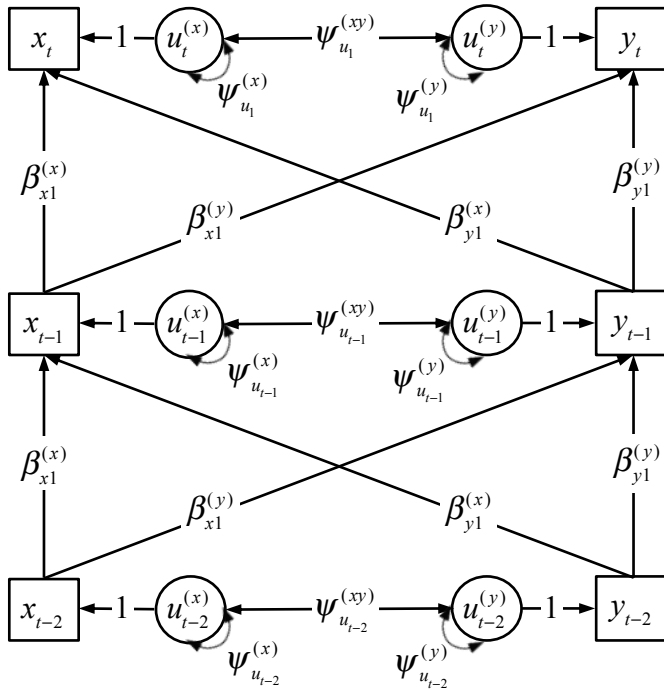 x_t 1 u_t^{(x)} ψ_{u_1}^{(xy)} u_t^{(y)} 1 y_t
ψ_{u_1}^{(x)} ψ_{u_1}^{(y)}
β_{x1}^{(x)} β_{x1}^{(y)} β_{y1}^{(x)} β_{y1}^{(y)}
x_{t-1} 1 u_{t-1}^{(x)} ψ_{u_{t-1}}^{(xy)} u_{t-1}^{(y)} 1 y_{t-1}
ψ_{u_{t-1}}^{(x)} ψ_{u_{t-1}}^{(y)}
β_{x1}^{(x)} β_{x1}^{(y)} β_{y1}^{(x)} β_{y1}^{(y)}
x_{t-2} 1 u_{t-2}^{(x)} ψ_{u_{t-2}}^{(xy)} u_{t-2}^{(y)} 1 y_{t-2}
ψ_{u_{t-2}}^{(x)} ψ_{u_{t-2}}^{(y)}